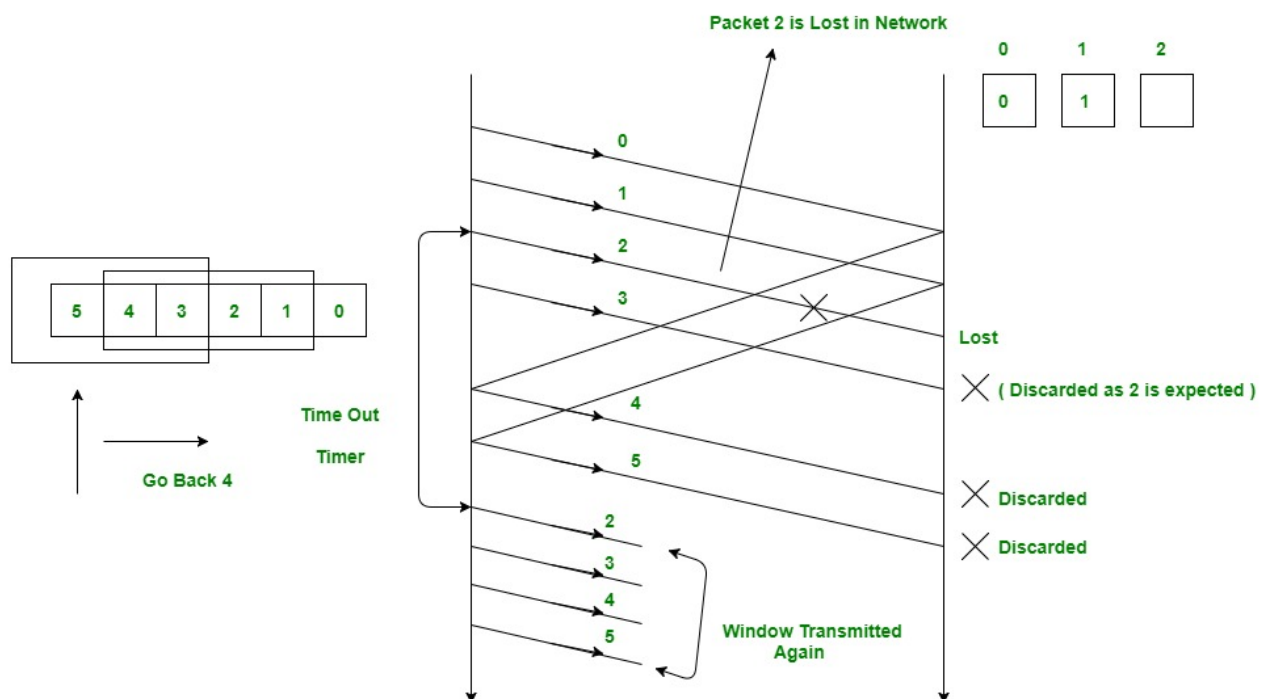 Packet 2 is Lost in Network
0 1 2
0 1
0
1
2
3
5 4 3 2 1 0
Lost
( Discarded as 2 is expected )
4
Time Out
Timer
5
Go Back 4
Discarded
2
Discarded
3
4
5
Window Transmitted
Again